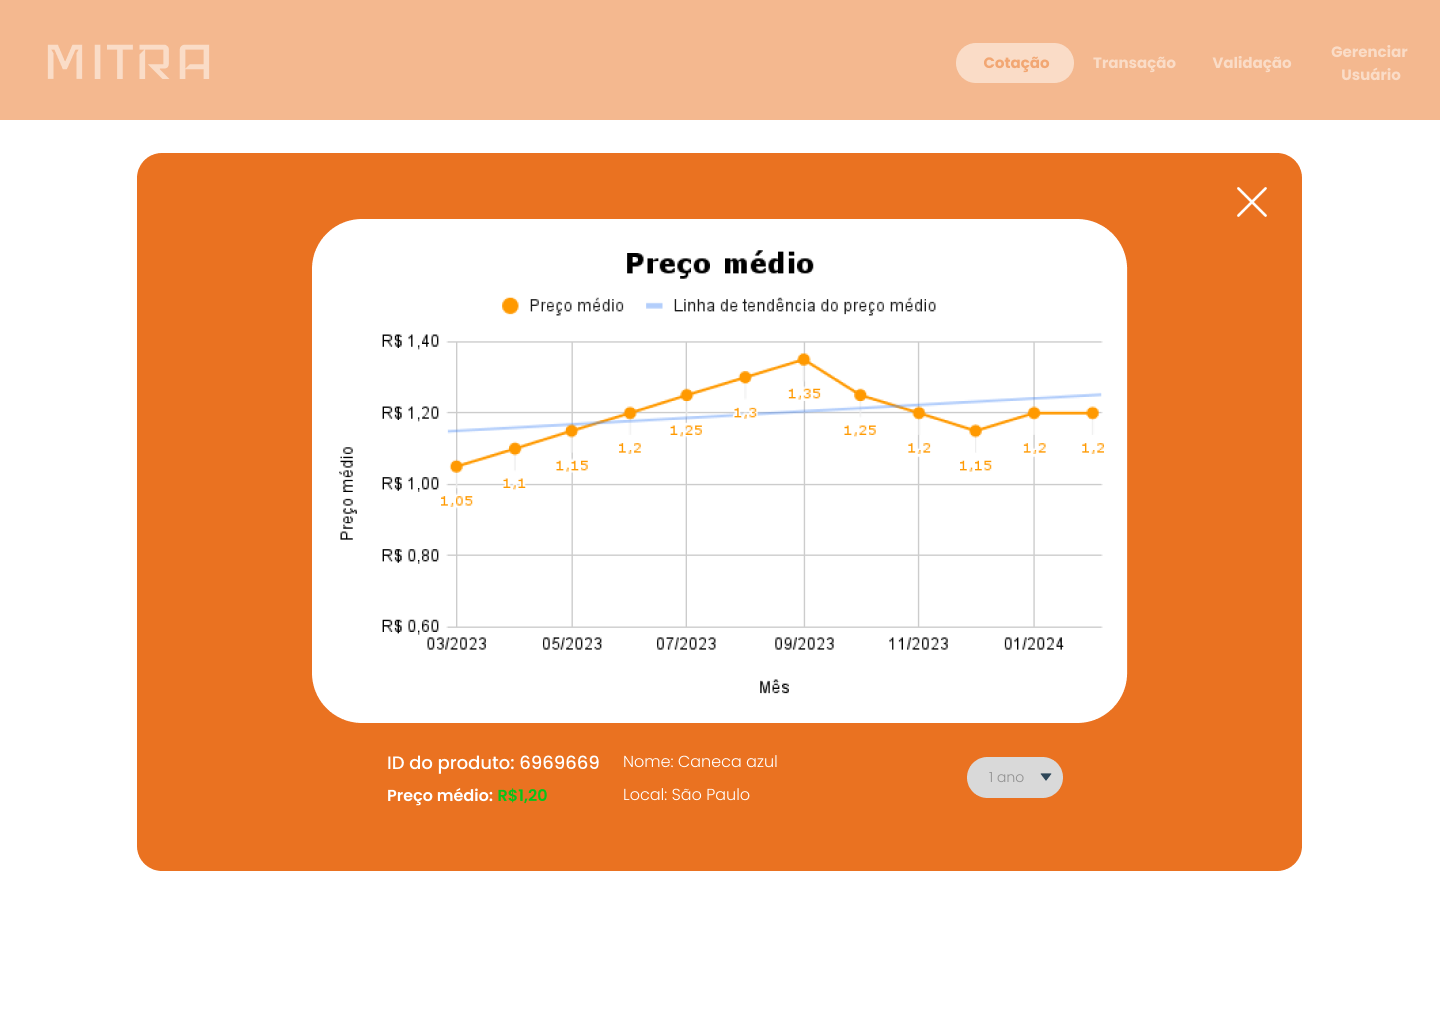 MITRA
Cotação
Transação
Validação
Gerenciar
Usuário
Preço médio
Preço médio
Linha de tendência do preço médio
R$ 1,40
R$ 1,20
R$ 1,00
R$ 0,80
R$ 0,60
Preço médio
1,05
1,1
1,15
1,2
1,25
1,3
1,35
1,25
1,2
1,15
1,2
1,2
03/2023
05/2023
07/2023
09/2023
11/2023
01/2024
Mês
ID do produto: 6969669
Nome: Caneca azul
1 ano
Preço médio: R$1,20
Local: São Paulo